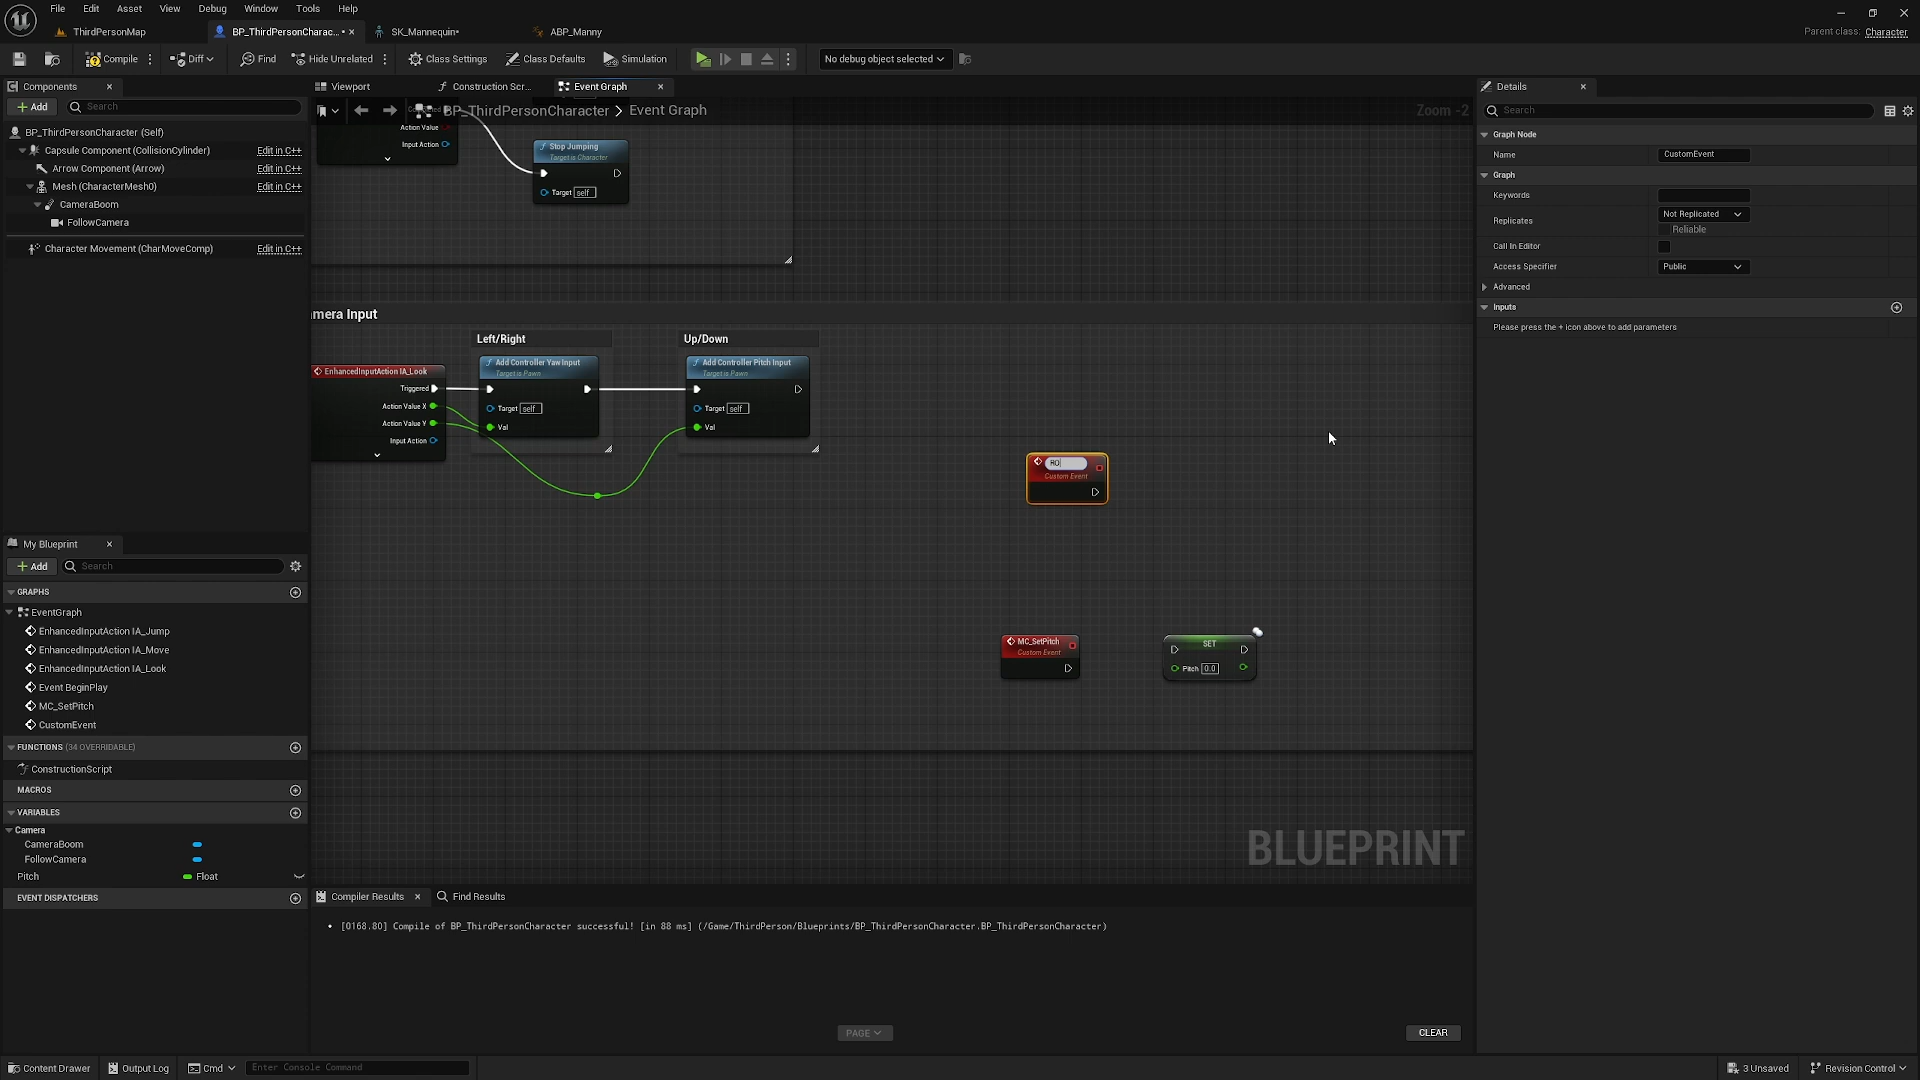 File Edit Asset View Debug Window Tools Help
ThirdPersonMap
BP_ThirdPersonCharac...•
SK_Mannequin•
ABP_Manny
Parent class: Character
Compile
Diff
Find
Hide Unrelated
Class Settings
Class Defaults
Simulation
No debug object selected
Components
Add
Search
BP_ThirdPersonCharacter (Self)
Capsule Component (CollisionCylinder) Edit in C++
Arrow Component (Arrow) Edit in C++
Mesh (CharacterMesh0) Edit in C++
CameraBoom
FollowCamera
Character Movement (CharMoveComp) Edit in C++
My Blueprint
Add
Search
GRAPHS
EventGraph
EnhancedInputAction IA_Jump
EnhancedInputAction IA_Move
EnhancedInputAction IA_Look
Event BeginPlay
MC_SetPitch
CustomEvent
FUNCTIONS (34 OVERRIDABLE)
ConstructionScript
MACROS
VARIABLES
Camera
CameraBoom
FollowCamera
Pitch Float
EVENT DISPATCHERS
Viewport
Construction Scr...
Event Graph
BP_ThirdPersonCharacter > Event Graph
Zoom -2
Action Value
Input Action
Stop Jumping
Target is Character
Target self
mera Input
Left/Right
Up/Down
EnhancedInputAction IA_Look
Triggered
Action Value X
Action Value Y
Input Action
Add Controller Yaw Input
Target is Pawn
Target self
Val
Add Controller Pitch Input
Target is Pawn
Target self
Val
RO
Custom Event
MC_SetPitch
Custom Event
SET
Pitch 0.0
BLUEPRINT
Compiler Results
Find Results
• [0168.80] Compile of BP_ThirdPersonCharacter successful! [in 88 ms] (/Game/ThirdPerson/Blueprints/BP_ThirdPersonCharacter.BP_ThirdPersonCharacter)
PAGE
CLEAR
Details
Search
Graph Node
Name CustomEvent
Graph
Keywords
Replicates Not Replicated
Reliable
Call In Editor
Access Specifier Public
Advanced
Inputs
Please press the + icon above to add parameters
Content Drawer
Output Log
Cmd
Enter Console Command
3 Unsaved
Revision Control